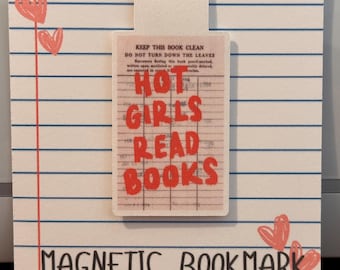 KEEP THIS BOOK CLEAN
DO NOT TURN DOWN THE LEAVES
HOT
GIRLS
READ
BOOKS
MAGNETIC BOOKMARK